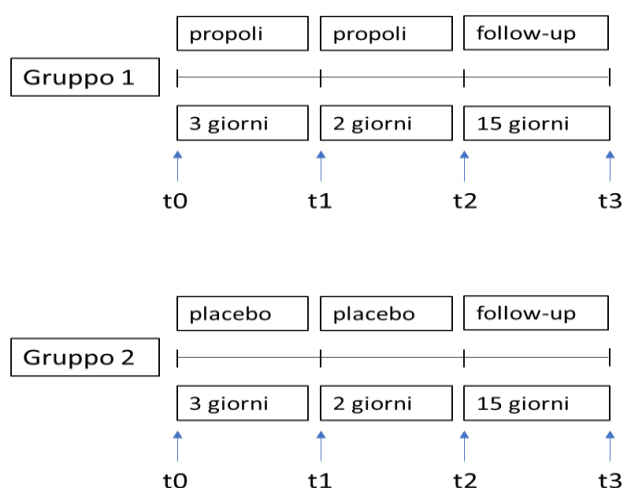 propoli propoli follow-up
Gruppo 1
3 giorni 2 giorni 15 giorni
t0 t1 t2 t3
placebo placebo follow-up
Gruppo 2
3 giorni 2 giorni 15 giorni
t0 t1 t2 t3